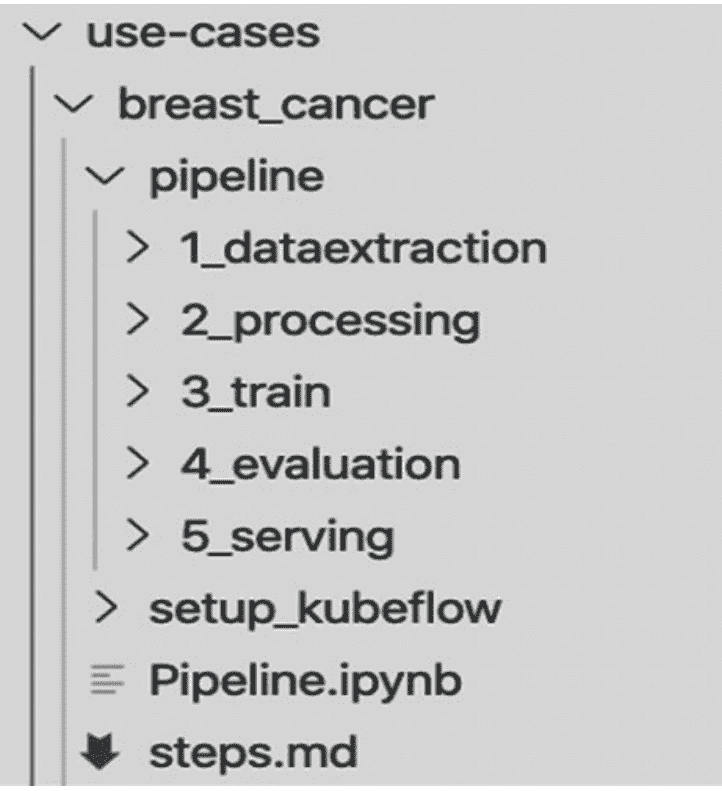 use-cases
breast_cancer
pipeline
1_dataextraction
2_processing
3_train
4_evaluation
5_serving
setup_kubeflow
Pipeline.ipynb
steps.md